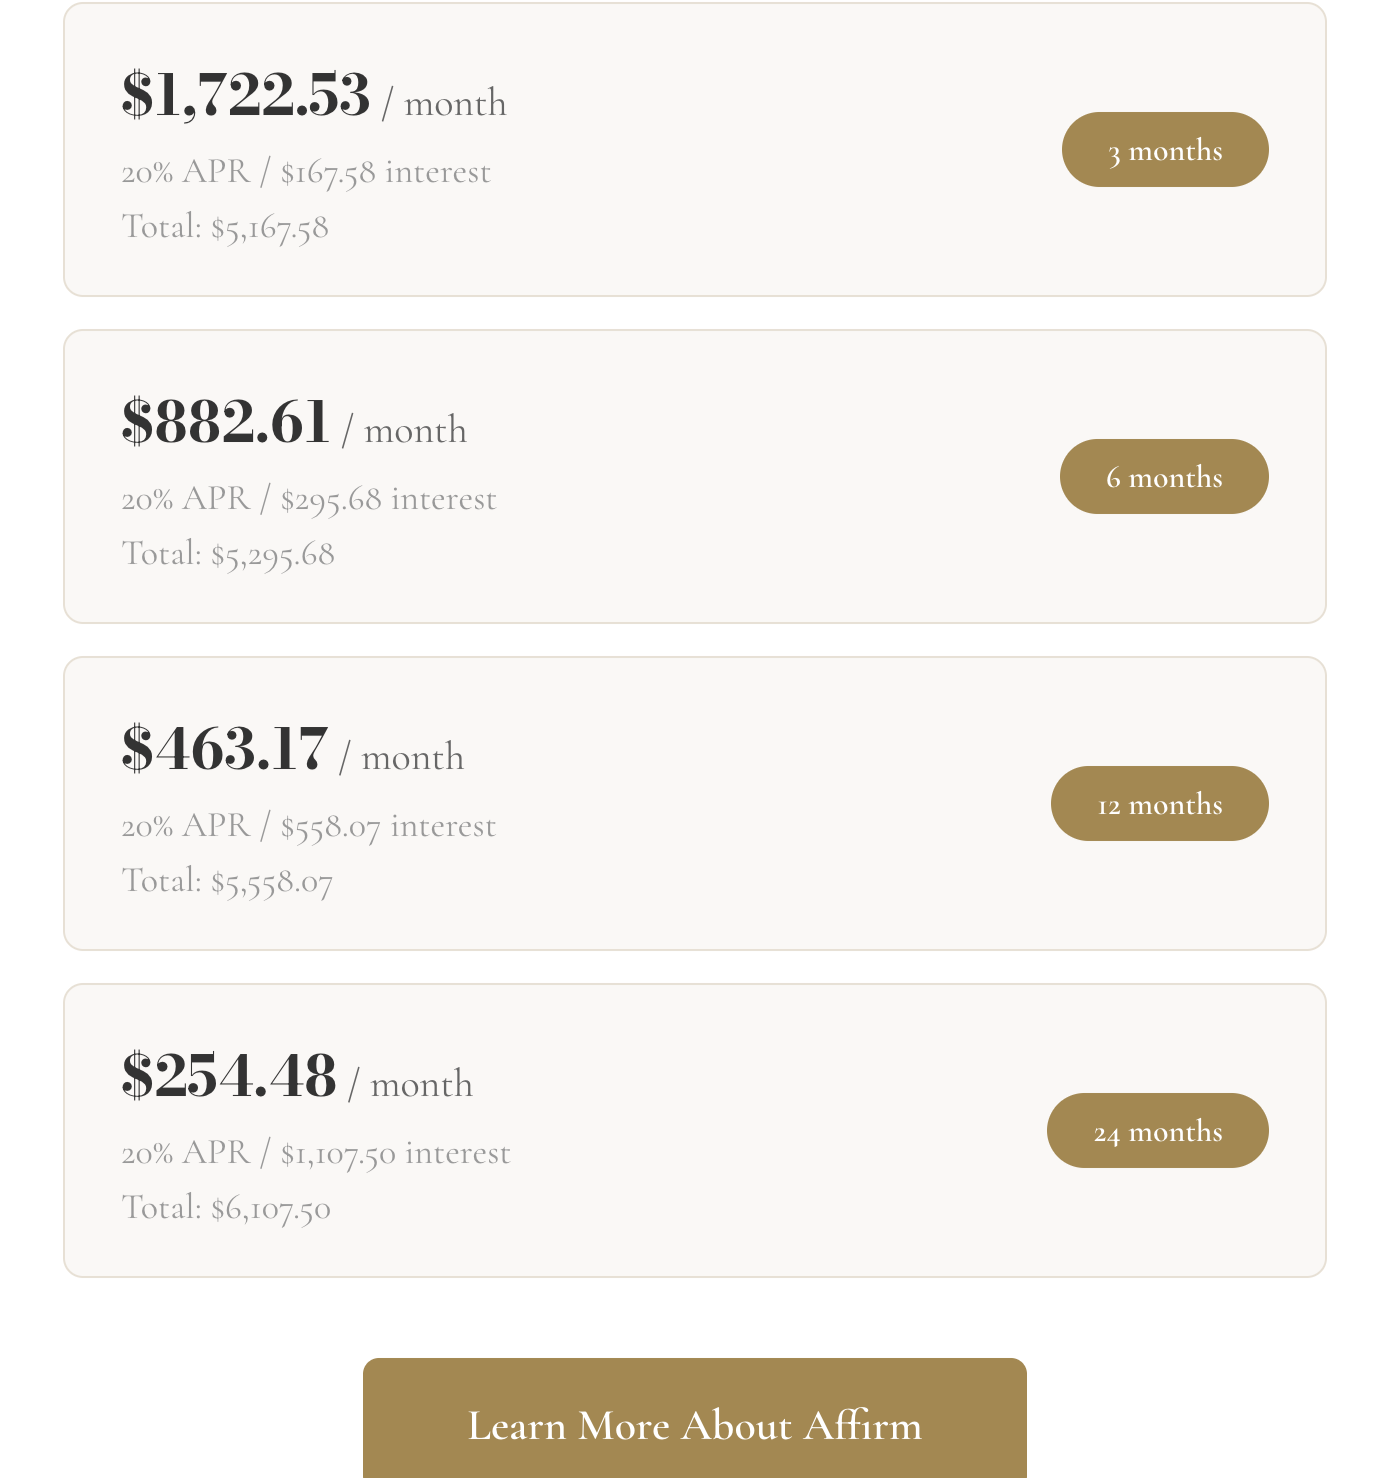 $1,722.53 / month
20% APR / $167.58 interest
Total: $5,167.58
3 months
$882.61 / month
20% APR / $295.68 interest
Total: $5,295.68
6 months
$463.17 / month
20% APR / $558.07 interest
Total: $5,558.07
12 months
$254.48 / month
20% APR / $1,107.50 interest
Total: $6,107.50
24 months
Learn More About Affirm